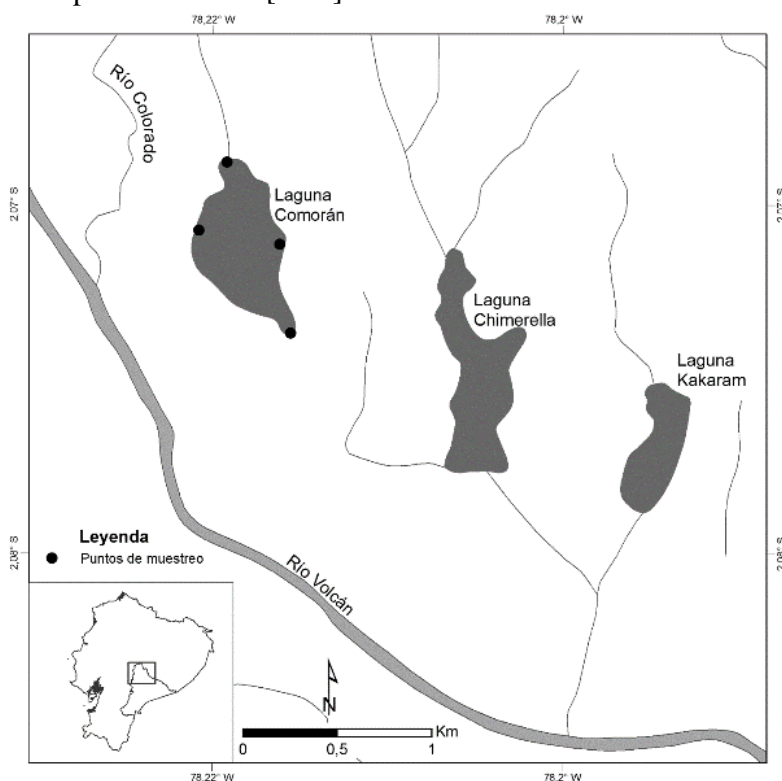 78,22° W
78,2° W
Río Colorado
2,07° S
2,07° S
Laguna
Comorán
Laguna
Chimerella
Laguna
Kakaram
Leyenda
Puntos de muestreo
2,08° S
2,08° S
Río Volcán
N
Km
0
0,5
1
78,22° W
78,2° W